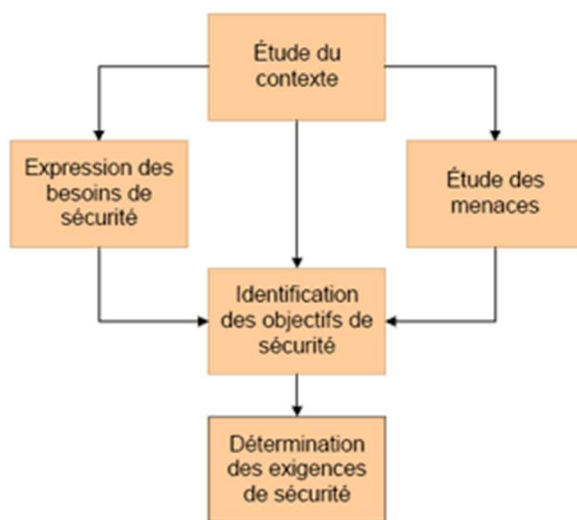 Étude du
contexte
Expression des
besoins de
sécurité
Étude des
menaces
Identification
des objectifs de
sécurité
Détermination
des exigences
de sécurité